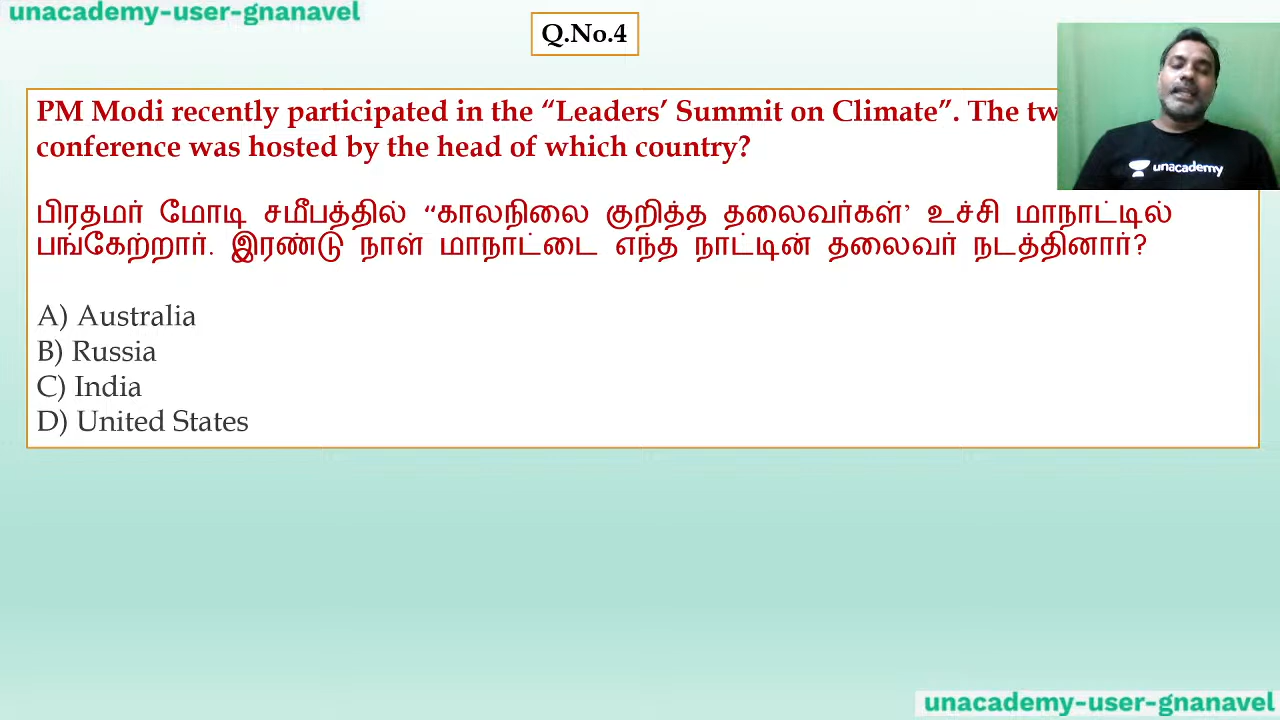 unacademy-user-gnanavel
Q.No.4
PM Modi recently participated in the “Leaders’ Summit on Climate”. The
conference was hosted by the head of which country?
பிரதமர் மோடி சமீபத்தில் “காலநிலை குறித்த தலைவர்கள்’ உச்சி மாநாட்டில்
பங்கேற்றார். இரண்டு நாள் மாநாட்டை எந்த நாட்டின் தலைவர் நடத்தினார்?
A) Australia
B) Russia
C) India
D) United States
unacademy
unacademy-user-gnanavel